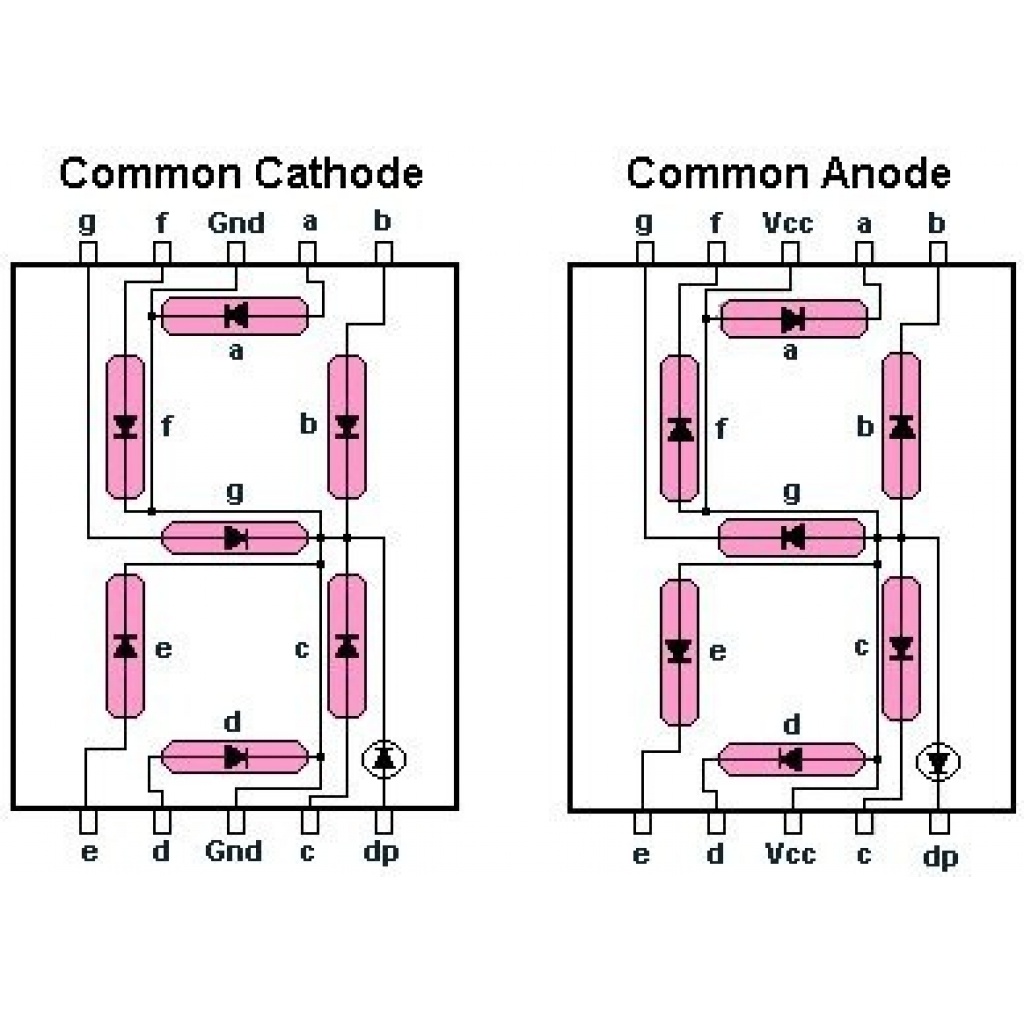 Common Cathode Common Anode
g f Gnd a b g f Vcc a b
a a
f b f b
g g
e c e c
d d
e d Gnd c dp e d Vcc c dp